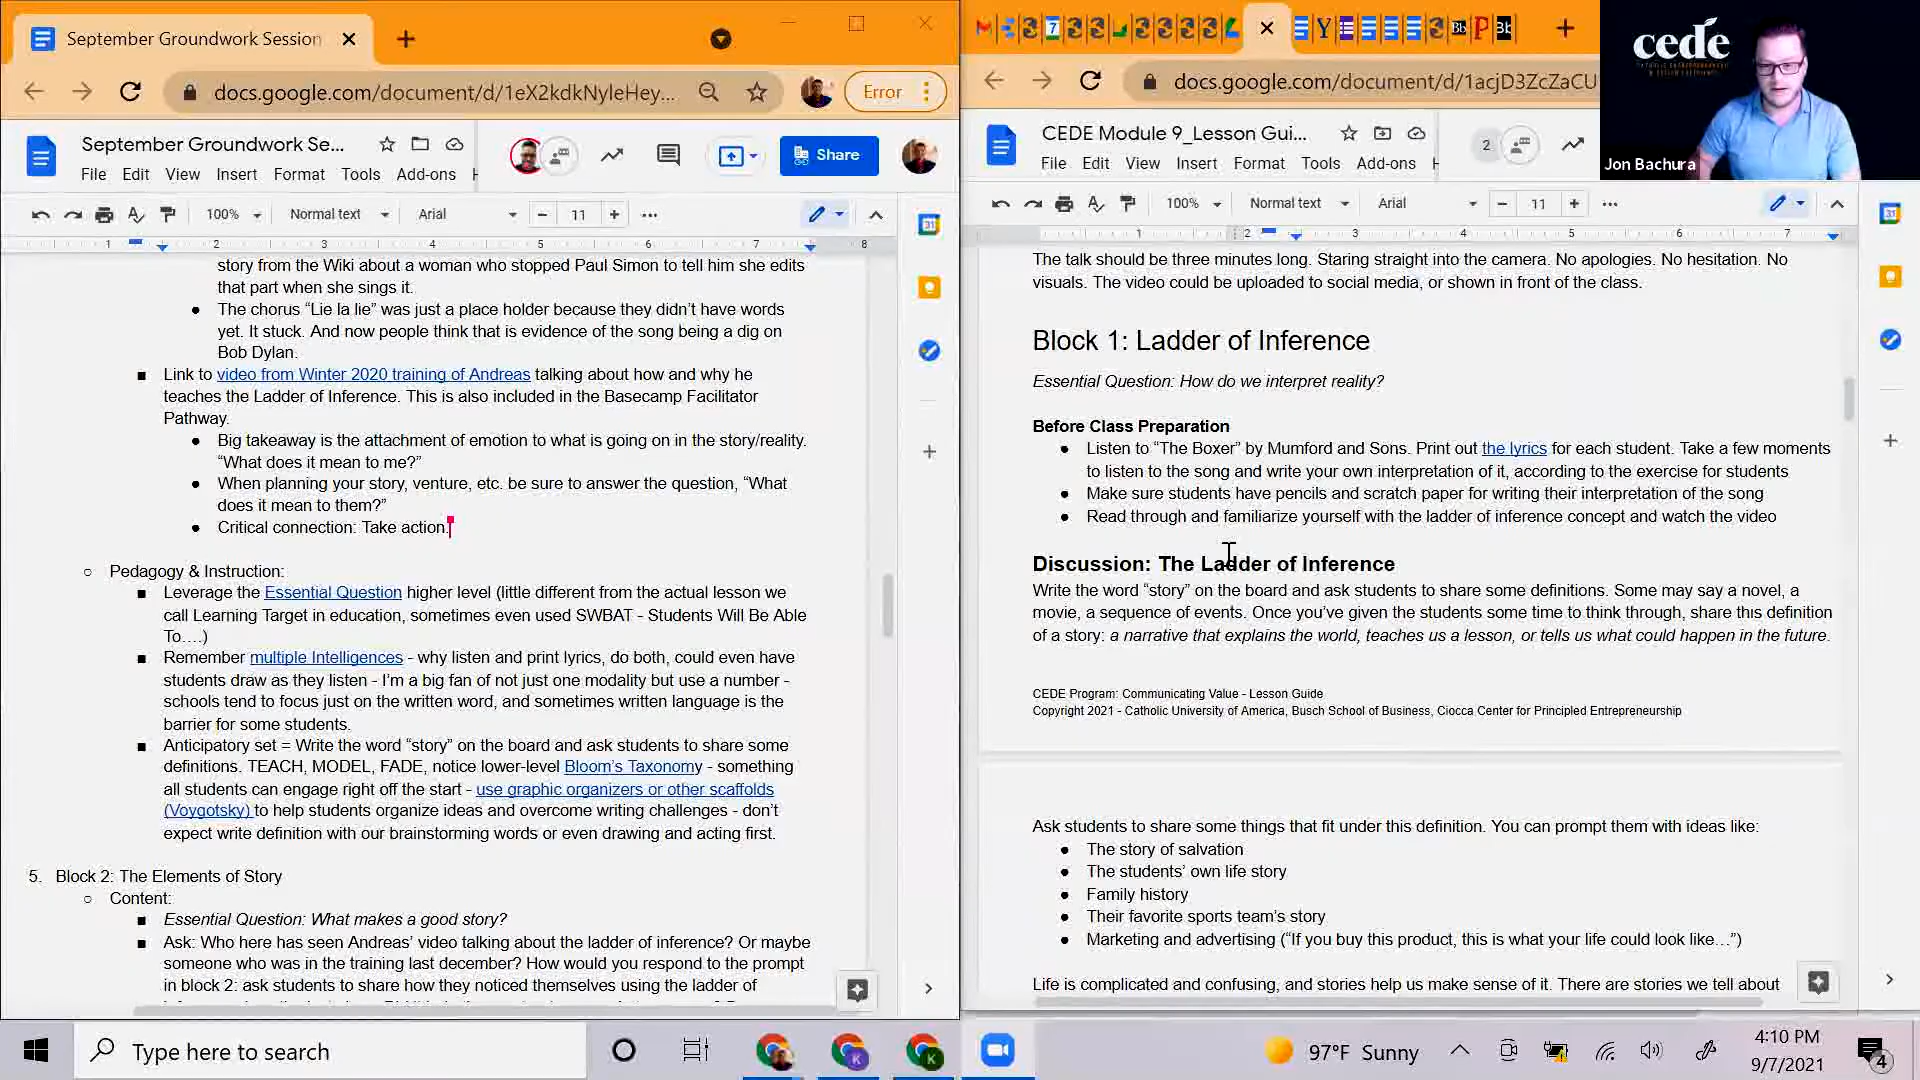 September Groundwork Session
docs.google.com/document/d/1eX2kdkNyleHey...
Error
September Groundwork Se...
File Edit View Insert Format Tools Add-ons
Share
100% Normal text Arial 11
1 2 3 4 5 6 7 8
story from the Wiki about a woman who stopped Paul Simon to tell him she edits
that part when she sings it.
● The chorus “Lie la lie” was just a place holder because they didn’t have words
yet. It stuck. And now people think that is evidence of the song being a dig on
Bob Dylan.
■ Link to video from Winter 2020 training of Andreas talking about how and why he
teaches the Ladder of Inference. This is also included in the Basecamp Facilitator
Pathway.
● Big takeaway is the attachment of emotion to what is going on in the story/reality.
“What does it mean to me?”
● When planning your story, venture, etc. be sure to answer the question, “What
does it mean to them?”
● Critical connection: Take action.
○ Pedagogy & Instruction:
■ Leverage the Essential Question higher level (little different from the actual lesson we
call Learning Target in education, sometimes even used SWBAT - Students Will Be Able
To….)
■ Remember multiple Intelligences - why listen and print lyrics, do both, could even have
students draw as they listen - I’m a big fan of not just one modality but use a number -
schools tend to focus just on the written word, and sometimes written language is the
barrier for some students.
■ Anticipatory set = Write the word “story” on the board and ask students to share some
definitions. TEACH, MODEL, FADE, notice lower-level Bloom’s Taxonomy - something
all students can engage right off the start - use graphic organizers or other scaffolds
(Voygotsky) to help students organize ideas and overcome writing challenges - don’t
expect write definition with our brainstorming words or even drawing and acting first.
5. Block 2: The Elements of Story
○ Content:
■ Essential Question: What makes a good story?
■ Ask: Who here has seen Andreas’ video talking about the ladder of inference? Or maybe
someone who was in the training last december? How would you respond to the prompt
in block 2: ask students to share how they noticed themselves using the ladder of
docs.google.com/document/d/1acjD3ZcZaCU
CEDE Module 9_Lesson Gui...
2
File Edit View Insert Format Tools Add-ons
cede
Jon Bachura
100% Normal text Arial 11
1 2 3 4 5 6 7
The talk should be three minutes long. Staring straight into the camera. No apologies. No hesitation. No
visuals. The video could be uploaded to social media, or shown in front of the class.
Block 1: Ladder of Inference
Essential Question: How do we interpret reality?
Before Class Preparation
● Listen to “The Boxer” by Mumford and Sons. Print out the lyrics for each student. Take a few moments
to listen to the song and write your own interpretation of it, according to the exercise for students
● Make sure students have pencils and scratch paper for writing their interpretation of the song
● Read through and familiarize yourself with the ladder of inference concept and watch the video
Discussion: The Ladder of Inference
Write the word “story” on the board and ask students to share some definitions. Some may say a novel, a
movie, a sequence of events. Once you’ve given the students some time to think through, share this definition
of a story: a narrative that explains the world, teaches us a lesson, or tells us what could happen in the future.
CEDE Program: Communicating Value - Lesson Guide
Copyright 2021 - Catholic University of America, Busch School of Business, Ciocca Center for Principled Entrepreneurship
Ask students to share some things that fit under this definition. You can prompt them with ideas like:
● The story of salvation
● The students’ own life story
● Family history
● Their favorite sports team’s story
● Marketing and advertising (“If you buy this product, this is what your life could look like…”)
Life is complicated and confusing, and stories help us make sense of it. There are stories we tell about
Type here to search
97°F Sunny
4:10 PM
9/7/2021
4